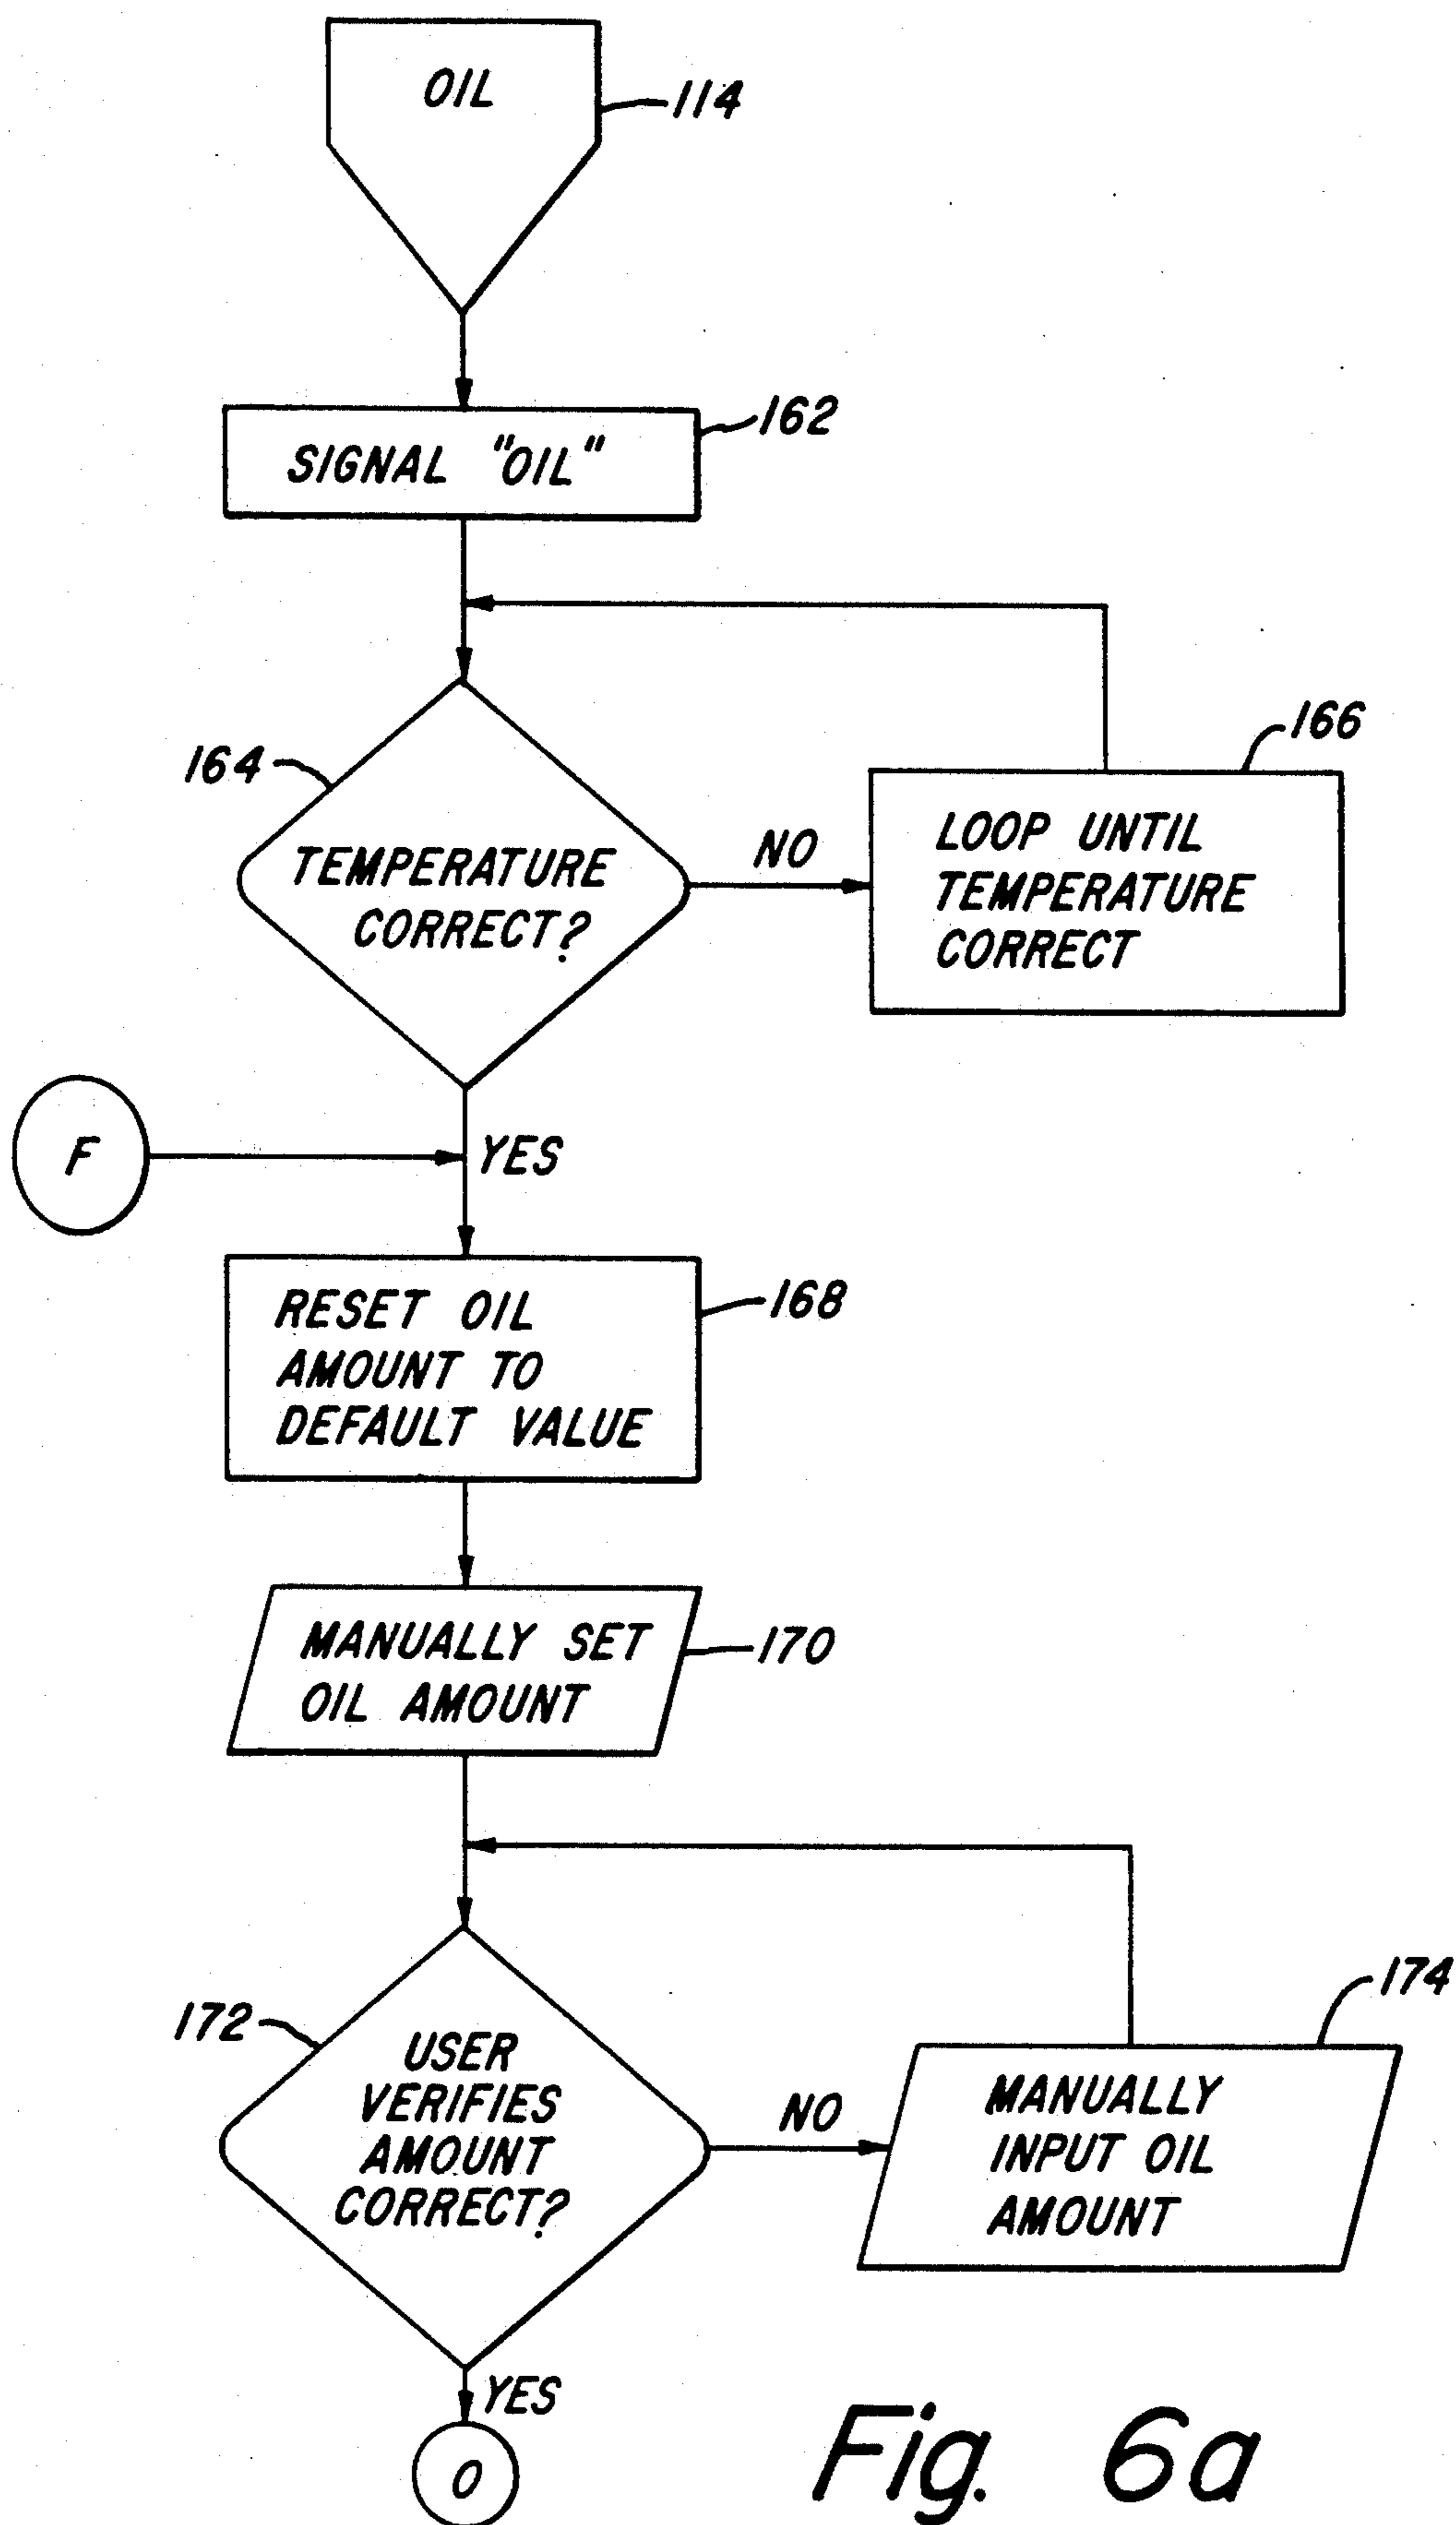 OIL
114
SIGNAL "OIL"
162
164
TEMPERATURE
CORRECT?
NO
166
LOOP UNTIL
TEMPERATURE
CORRECT
F
YES
RESET OIL
AMOUNT TO
DEFAULT VALUE
168
MANUALLY SET
OIL AMOUNT
170
172
USER
VERIFIES
AMOUNT
CORRECT?
NO
174
MANUALLY
INPUT OIL
AMOUNT
YES
O
Fig. 6a